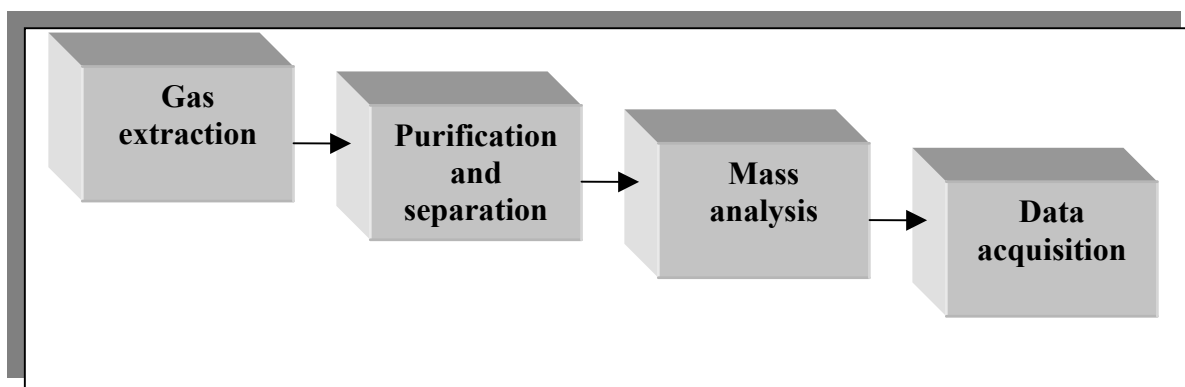 Gas
extraction
Purification
and
separation
Mass
analysis
Data
acquisition